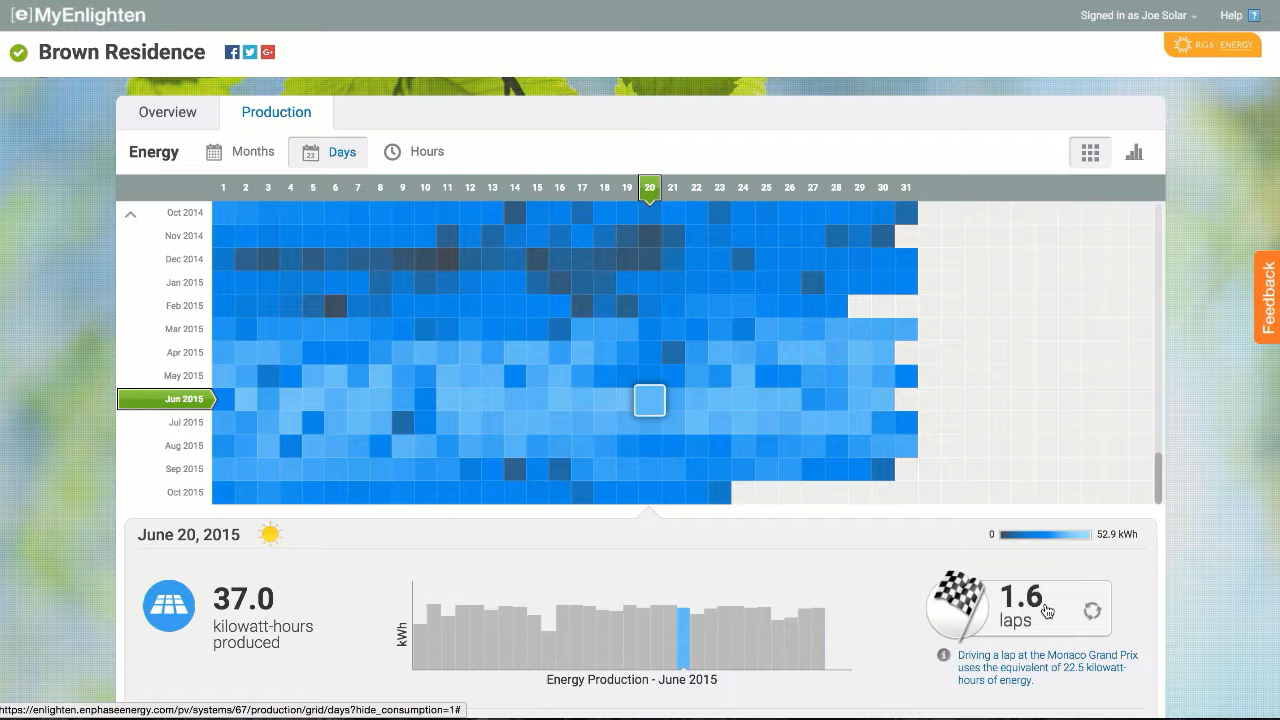 [e]MyEnlighten
Signed in as Joe Solar
Help ?
Brown Residence
RGS ENERGY
Overview
Production
Energy
Months
23
Days
Hours
1 2 3 4 5 6 7 8 9 10 11 12 13 14 15 16 17 18 19 20 21 22 23 24 25 26 27 28 29 30 31
Oct 2014
Nov 2014
Dec 2014
Jan 2015
Feb 2015
Mar 2015
Apr 2015
May 2015
Jun 2015
Jul 2015
Aug 2015
Sep 2015
Oct 2015
Feedback
June 20, 2015
0
52.9 kWh
37.0
kilowatt-hours
produced
kWh
Energy Production - June 2015
1.6
laps
Driving a lap at the Monaco Grand Prix
uses the equivalent of 22.5 kilowatt-
hours of energy.
https://enlighten.enphaseenergy.com/pv/systems/67/production/grid/days?hide_consumption=1#